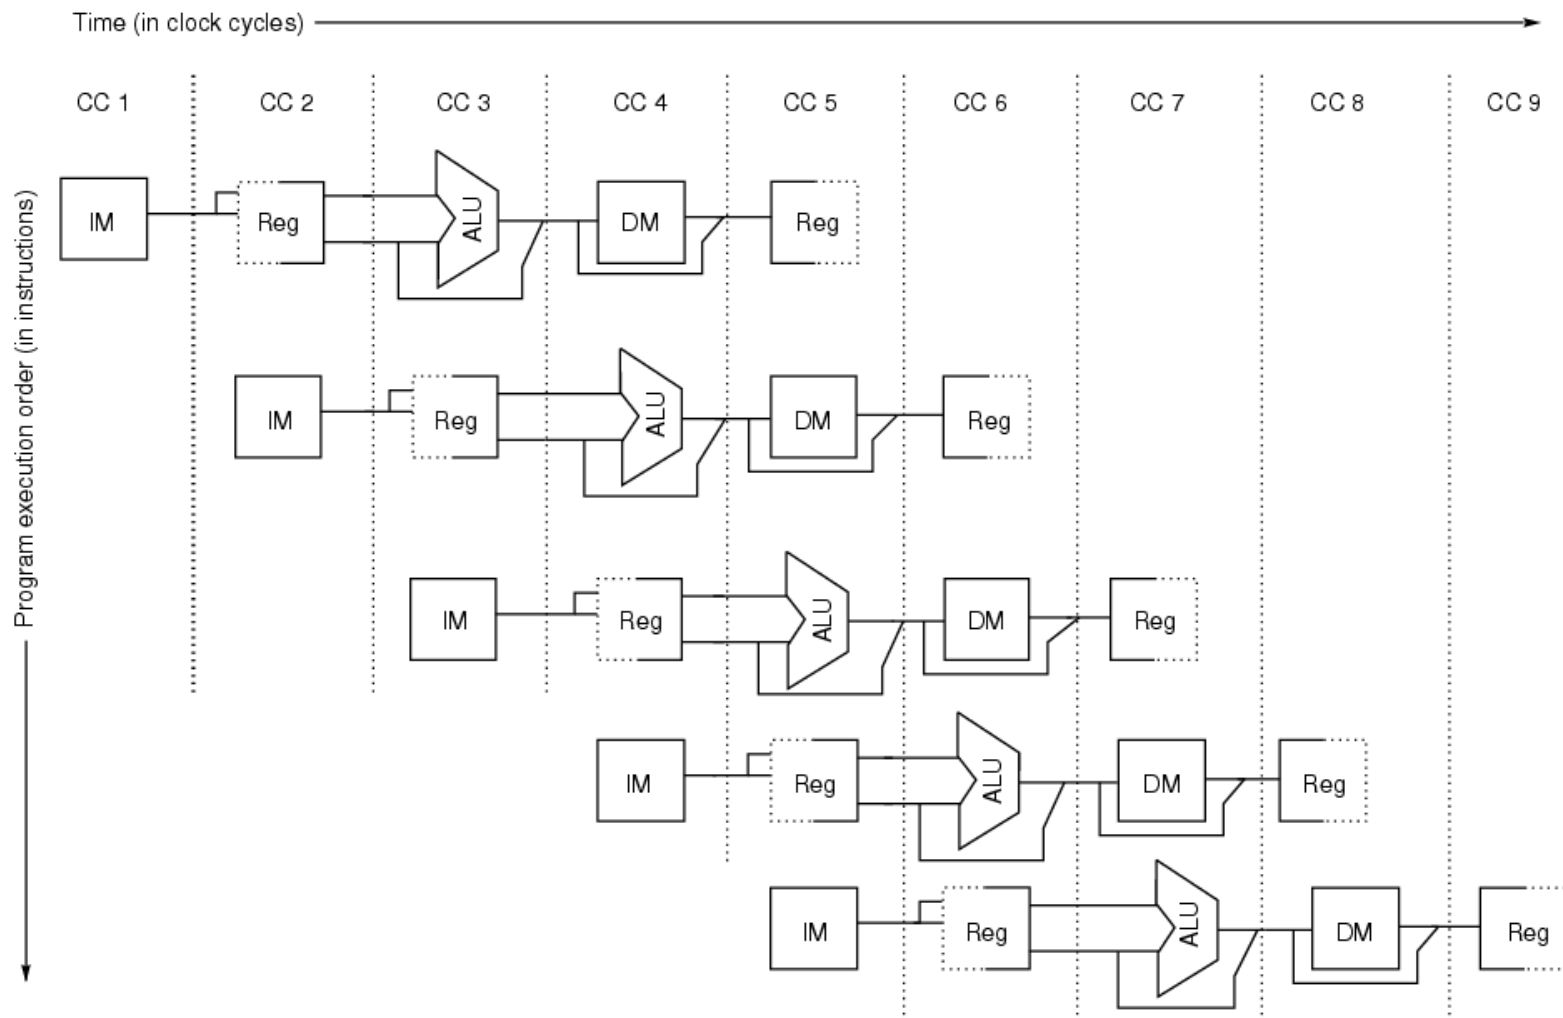 Time (in clock cycles)
CC 1 CC 2 CC 3 CC 4 CC 5 CC 6 CC 7 CC 8 CC 9
Program execution order (in instructions)
IM Reg ALU DM Reg
IM Reg ALU DM Reg
IM Reg ALU DM Reg
IM Reg ALU DM Reg
IM Reg ALU DM Reg